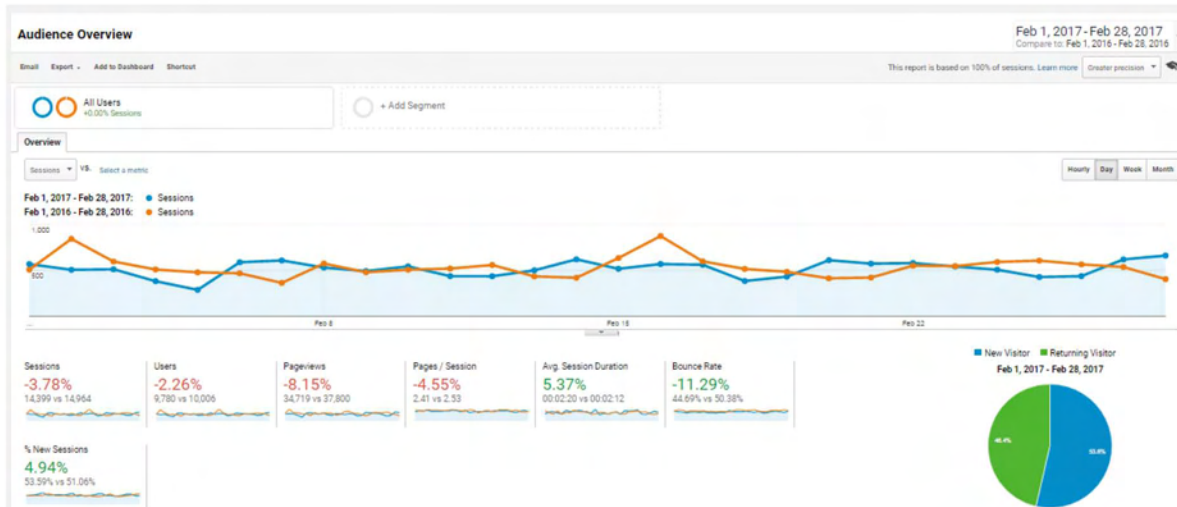 Audience Overview
Feb 1, 2017 - Feb 28, 2017
Compare to: Feb 1, 2016 - Feb 28, 2016
Email Export Add to Dashboard Shortcut
This report is based on 100% of sessions. Learn more Greater precision
All Users
+0.00% Sessions
+ Add Segment
Overview
Sessions VS. Select a metric
Hourly Day Week Month
Feb 1, 2017 - Feb 28, 2017: Sessions
Feb 1, 2016 - Feb 28, 2016: Sessions
1,000
500
... Feb 8 Feb 15 Feb 22
New Visitor Returning Visitor
Feb 1, 2017 - Feb 28, 2017
Sessions Users Pageviews Pages / Session Avg. Session Duration Bounce Rate
-3.78% -2.26% -8.15% -4.55% 5.37% -11.29%
14,399 vs 14,964 9,780 vs 10,006 34,719 vs 37,800 2.41 vs 2.53 00:02:20 vs 00:02:12 44.69% vs 50.38%
46.4% 53.6%
% New Sessions
4.94%
53.59% vs 51.06%